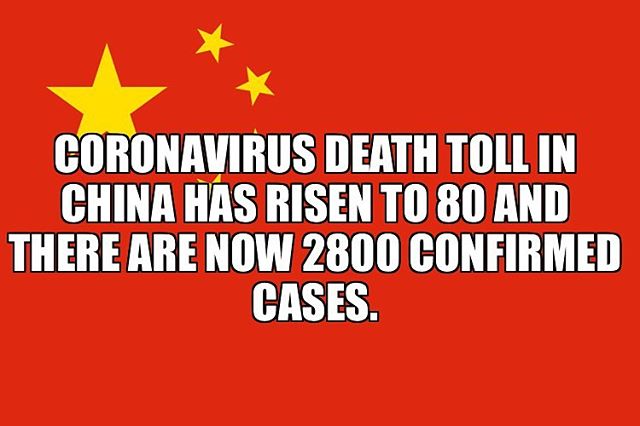 CORONAVIRUS DEATH TOLL IN
CHINA HAS RISEN TO 80 AND
THERE ARE NOW 2800 CONFIRMED
CASES.